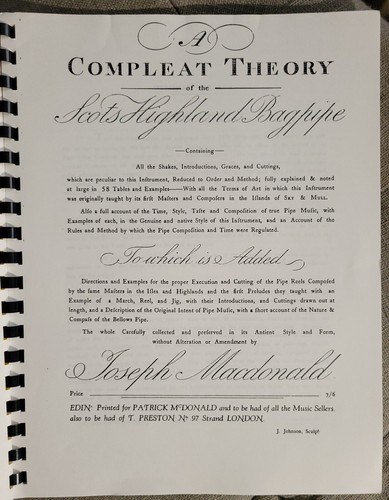 A
COMPLEAT THEORY
of the
Scots Highland Bagpipe
—Containing—
All the Shakes, Introductions, Graces, and Cuttings,
which are peculiar to this Instrument, Reduced to Order and Method; fully explained & noted
at large in 58 Tables and Examples——With all the Terms of Art in which this Instrument
was originally taught by its first Masters and Composers in the Islands of SKY & MULL.
Also a full account of the Time, Style, Taste and Composition of true Pipe Music, with
Examples of each, in the Genuine and native Style of this Instrument, and an Account of the
Rules and Method by which the Pipe Composition and Time were Regulated.
To which is Added
Directions and Examples for the proper Execution and Cutting of the Pipe Reels Composed
by the same Masters in the Isles and Highlands and the first Preludes they taught with an
Example of a March, Reel, and Jig, with their Introductions, and Cuttings drawn out at
length, and a Description of the Original Intent of Pipe Music, with a short account of the Nature &
Compass of the Bellows Pipe.
The whole Carefully collected and preserved in its Antient Style and Form,
without Alteration or Amendment by
Joseph Macdonald
Price — 7/6
EDINr Printed for PATRICK McDONALD and to be had of all the Music Sellers
also to be had of T. PRESTON No 97 Strand LONDON.
J. Johnson, Sculpt